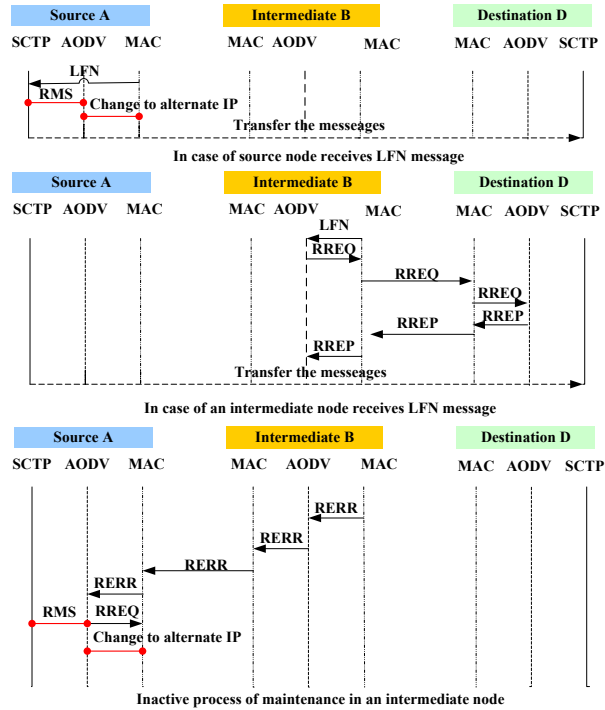 Source A Intermediate B Destination D
SCTP AODV MAC MAC AODV MAC MAC AODV SCTP
LFN
RMS
Change to alternate IP
Transfer the meseages
In case of source node receives LFN message
Source A Intermediate B Destination D
SCTP AODV MAC MAC AODV MAC MAC AODV SCTP
LFN
RREQ
RREQ
RREQ
RREP
RREP
RREP
Transfer the messages
In case of an intermediate node receives LFN message
Source A Intermediate B Destination D
SCTP AODV MAC MAC AODV MAC MAC AODV SCTP
RERR
RERR
RERR
RERR
RMS RREQ
Change to alternate IP
Inactive process of maintenance in an intermediate node